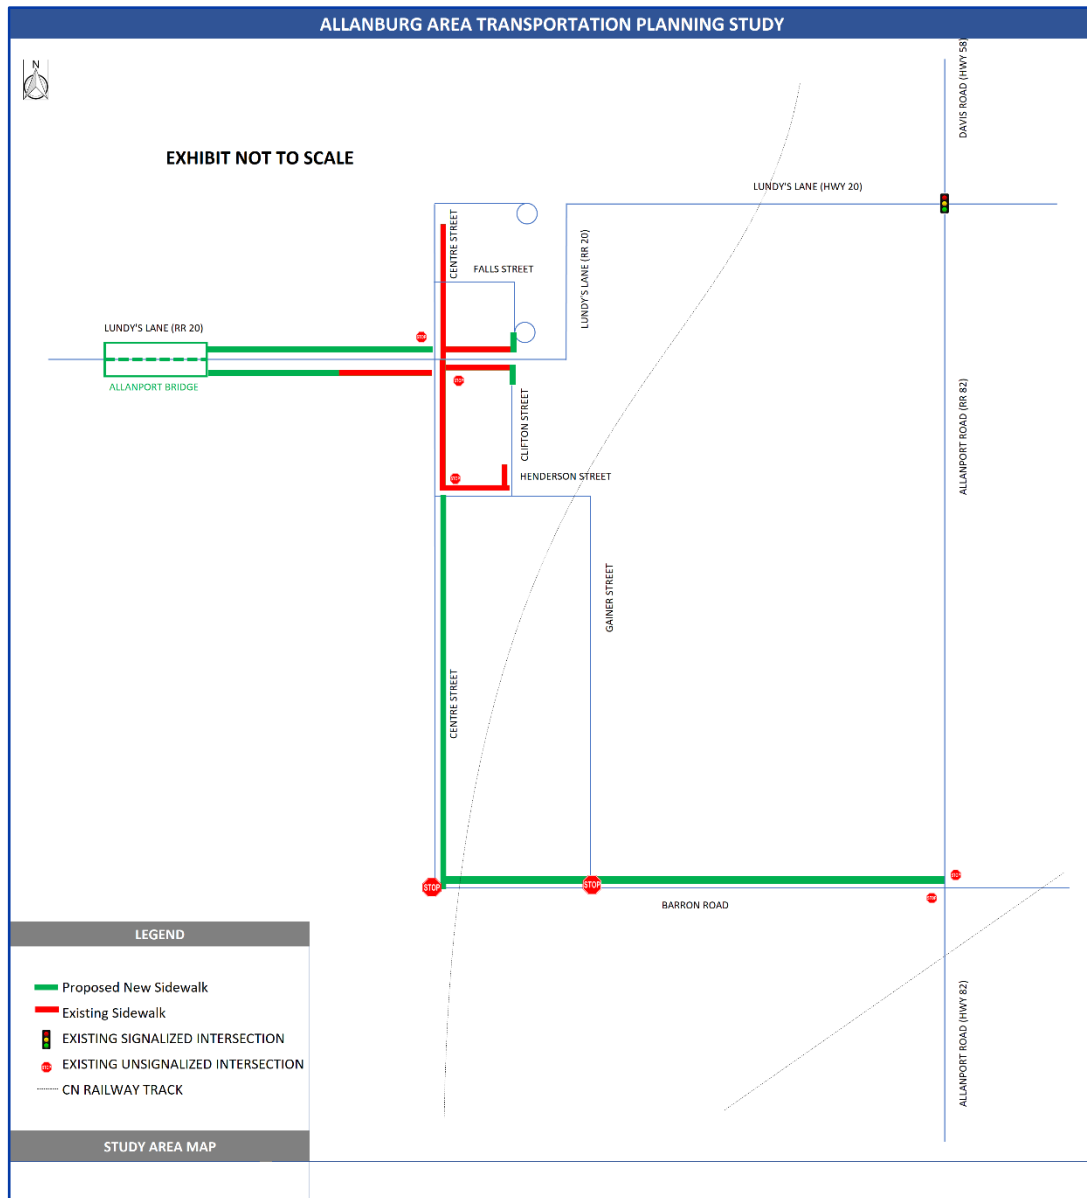 ALLANBURG AREA TRANSPORTATION PLANNING STUDY
N
EXHIBIT NOT TO SCALE
DAVIS ROAD (HWY 58)
LUNDY'S LANE (HWY 20)
CENTRE STREET
FALLS STREET
LUNDY'S LANE (RR 20)
LUNDY'S LANE (RR 20)
STOP
ALLANPORT BRIDGE
STOP
CLIFTON STREET
ALLANPORT ROAD (RR 82)
STOP
HENDERSON STREET
GAINER STREET
CENTRE STREET
STOP
STOP
STOP
STOP
BARRON ROAD
ALLANPORT ROAD (HWY 82)
LEGEND
Proposed New Sidewalk
Existing Sidewalk
EXISTING SIGNALIZED INTERSECTION
STOP
EXISTING UNSIGNALIZED INTERSECTION
CN RAILWAY TRACK
STUDY AREA MAP